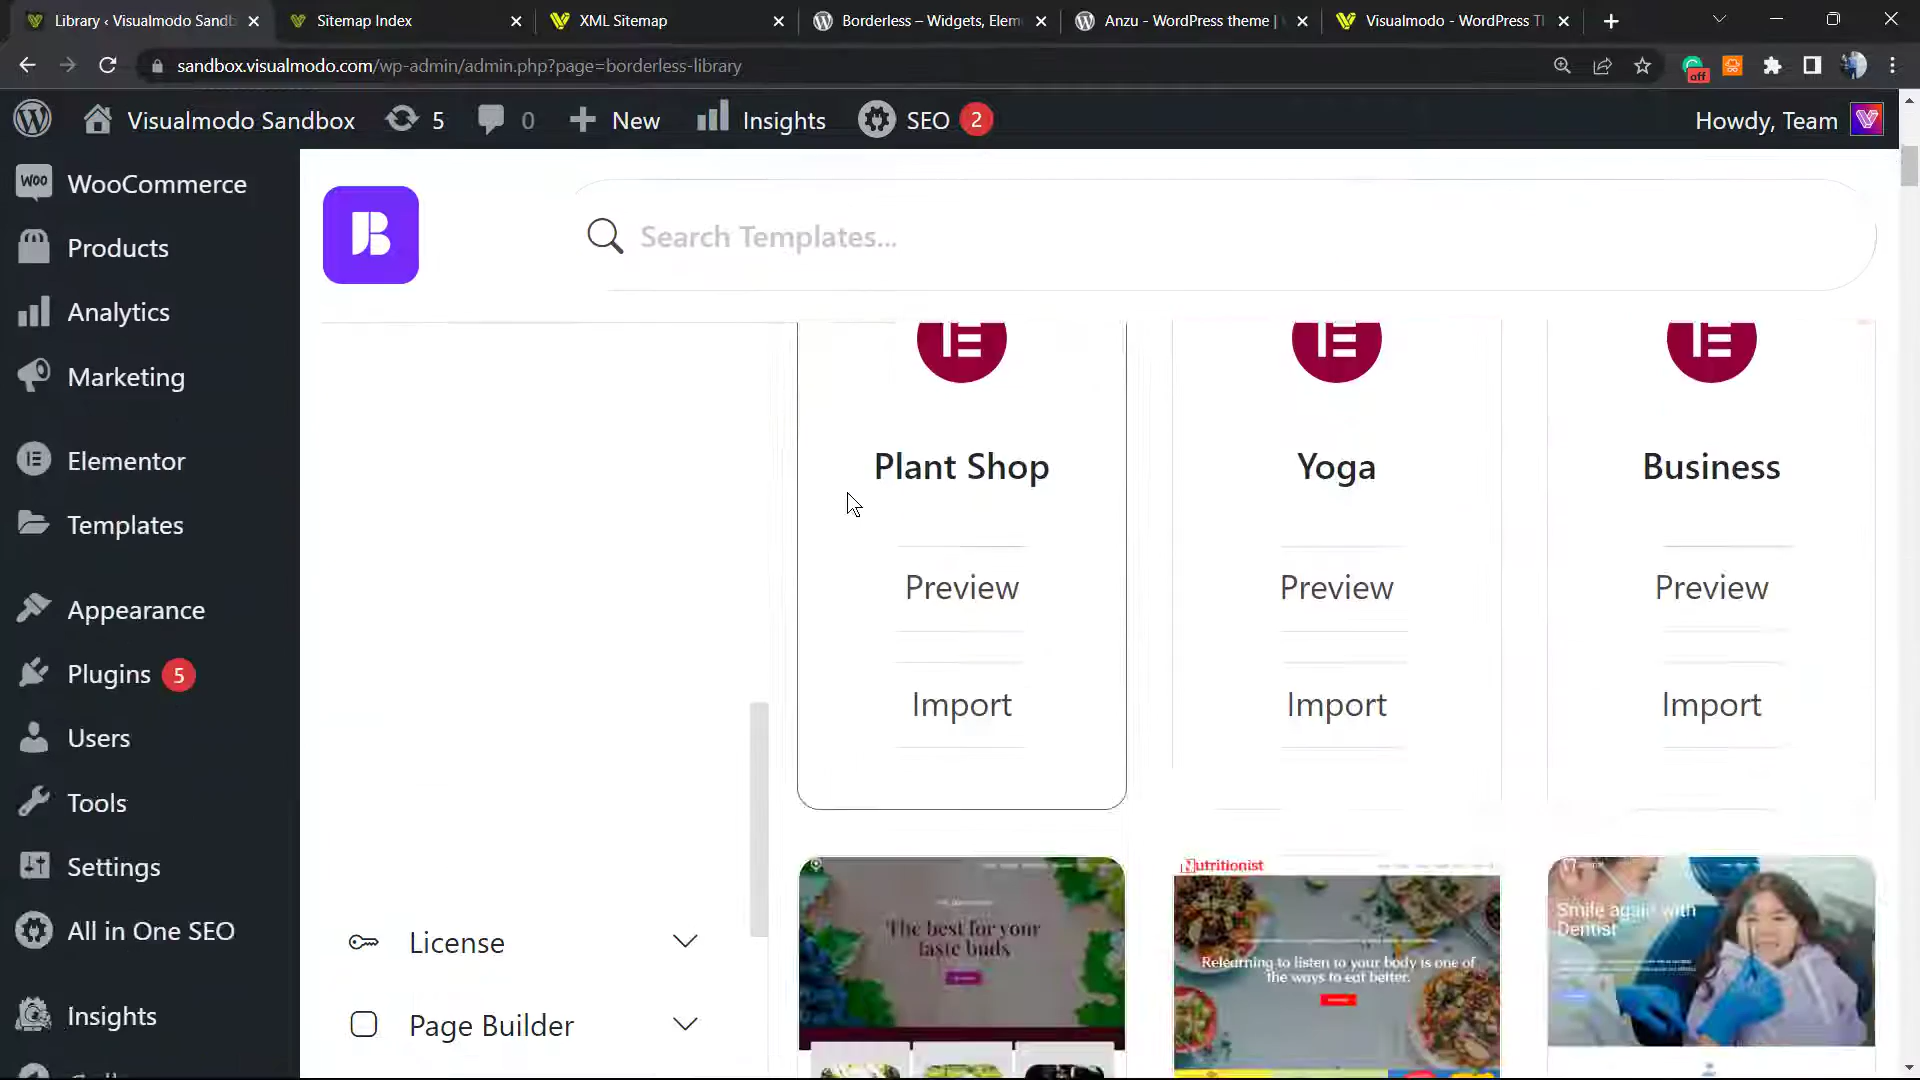 Library ‹ Visualmodo Sandb
Sitemap Index
XML Sitemap
Borderless – Widgets, Elem
Anzu - WordPress theme |
Visualmodo - WordPress T
sandbox.visualmodo.com/wp-admin/admin.php?page=borderless-library
off
Visualmodo Sandbox
5
0
New
Insights
SEO
2
Howdy, Team
WOO
WooCommerce
Products
Analytics
Marketing
Elementor
Templates
Appearance
Plugins
5
Users
Tools
Settings
All in One SEO
Insights
B
Search Templates...
License
Page Builder
Plant Shop
Preview
Import
Yoga
Preview
Import
Business
Preview
Import
The best for your
taste buds
Nutritionist
Relearning to listen to your body is one of
the ways to eat better.
Smile again with
Dentist